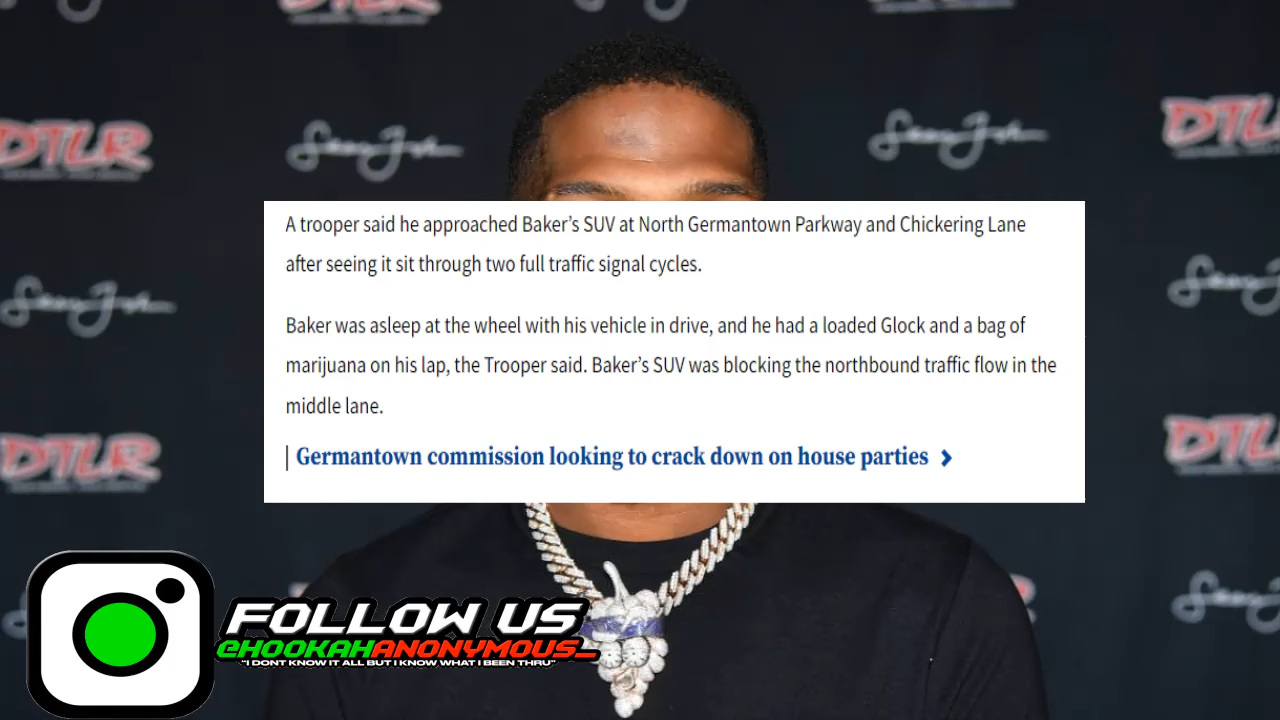 DTLR
Sean Fish
DTLR
A trooper said he approached Baker’s SUV at North Germantown Parkway and Chickering Lane
after seeing it sit through two full traffic signal cycles.
Baker was asleep at the wheel with his vehicle in drive, and he had a loaded Glock and a bag of
marijuana on his lap, the Trooper said. Baker’s SUV was blocking the northbound traffic flow in the
middle lane.
Germantown commission looking to crack down on house parties
DTLR
DTLR
FOLLOW US
@HOOKAHANONYMOUS_
"I DONT KNOW IT ALL BUT I KNOW WHAT I BEEN THRU"